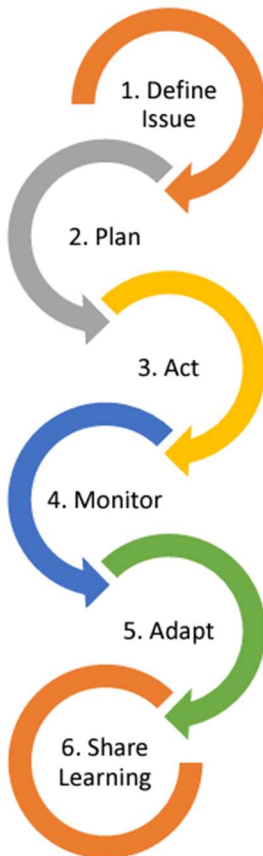 1. Define
Issue
2. Plan
3. Act
4. Monitor
5. Adapt
6. Share
Learning